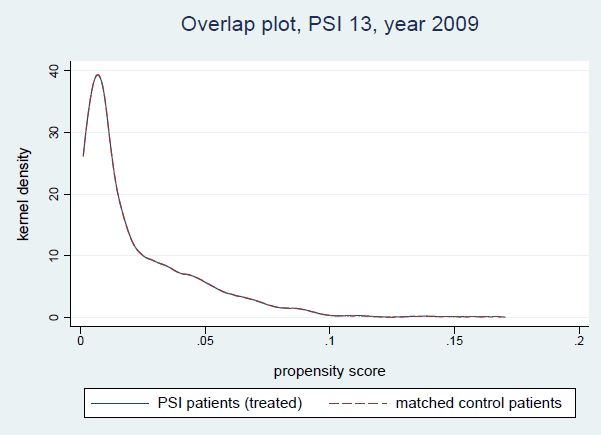 Overlap plot, PSI 13, year 2009
kernel density
40
30
20
10
0
0 .05 .1 .15 .2
propensity score
PSI patients (treated) matched control patients